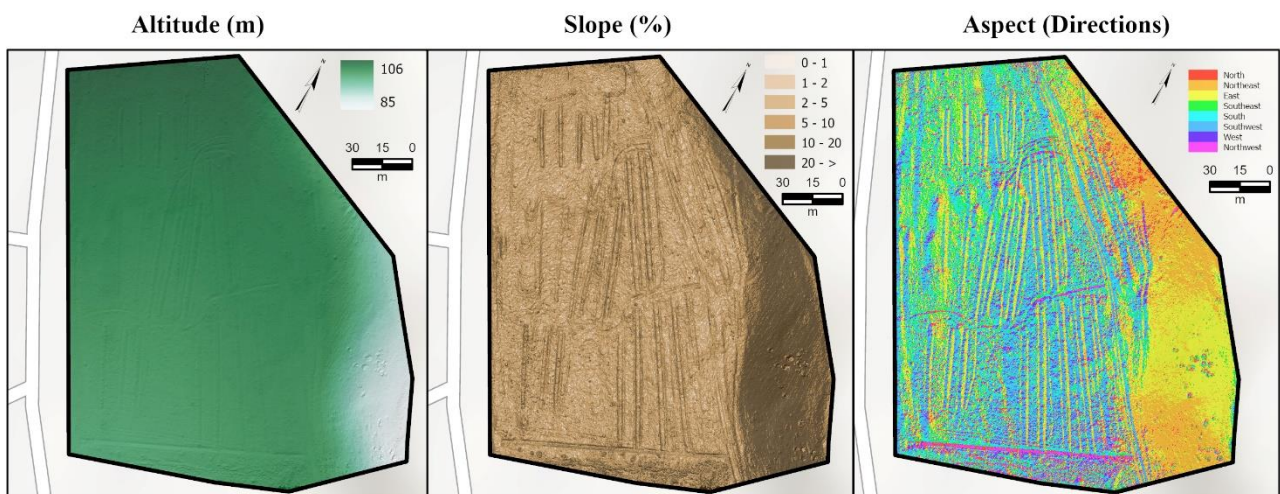 Altitude (m)
N
106
85
30 15 0
m
Slope (%)
N
0 - 1
1 - 2
2 - 5
5 - 10
10 - 20
20 - >
30 15 0
m
Aspect (Directions)
N
North
Northeast
East
Southeast
South
Southwest
West
Northwest
30 15 0
m